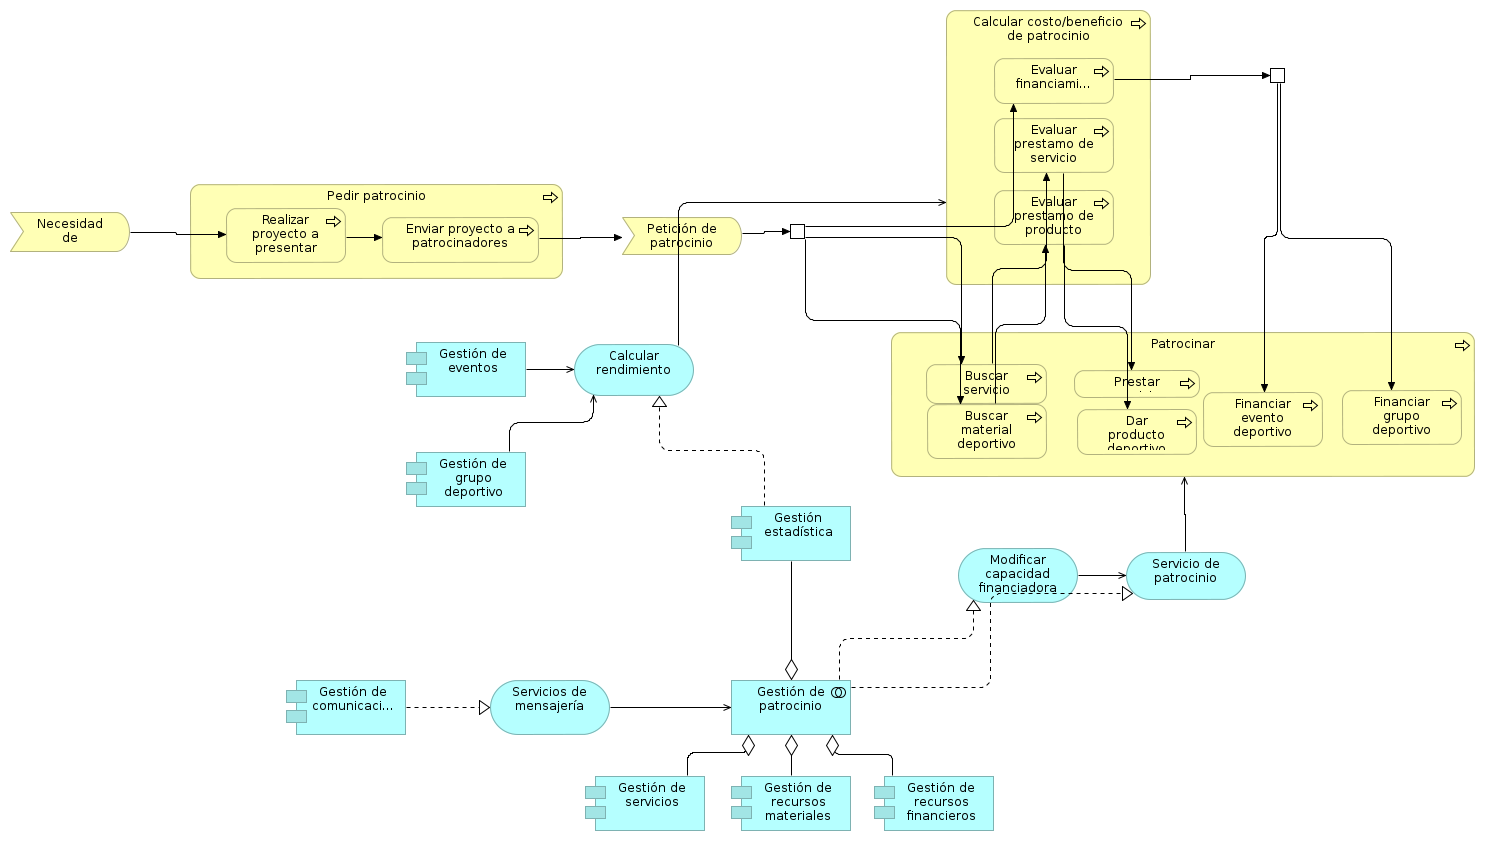 Calcular costo/beneficio
de patrocinio
Evaluar
financiami...
Evaluar
prestamo de
servicio
Evaluar
prestamo de
producto
Necesidad
de
Pedir patrocinio
Realizar
proyecto a
presentar
Enviar proyecto a
patrocinadores
Petición de
patrocinio
Patrocinar
Buscar
servicio
Buscar
material
deportivo
Prestar
Dar
producto
deportivo
Financiar
evento
deportivo
Financiar
grupo
deportivo
Gestión de
eventos
Calcular
rendimiento
Gestión de
grupo
deportivo
Gestión
estadística
Modificar
capacidad
financiadora
Servicio de
patrocinio
Gestión de
comunicaci...
Servicios de
mensajería
Gestión de
patrocinio
Gestión de
servicios
Gestión de
recursos
materiales
Gestión de
recursos
financieros